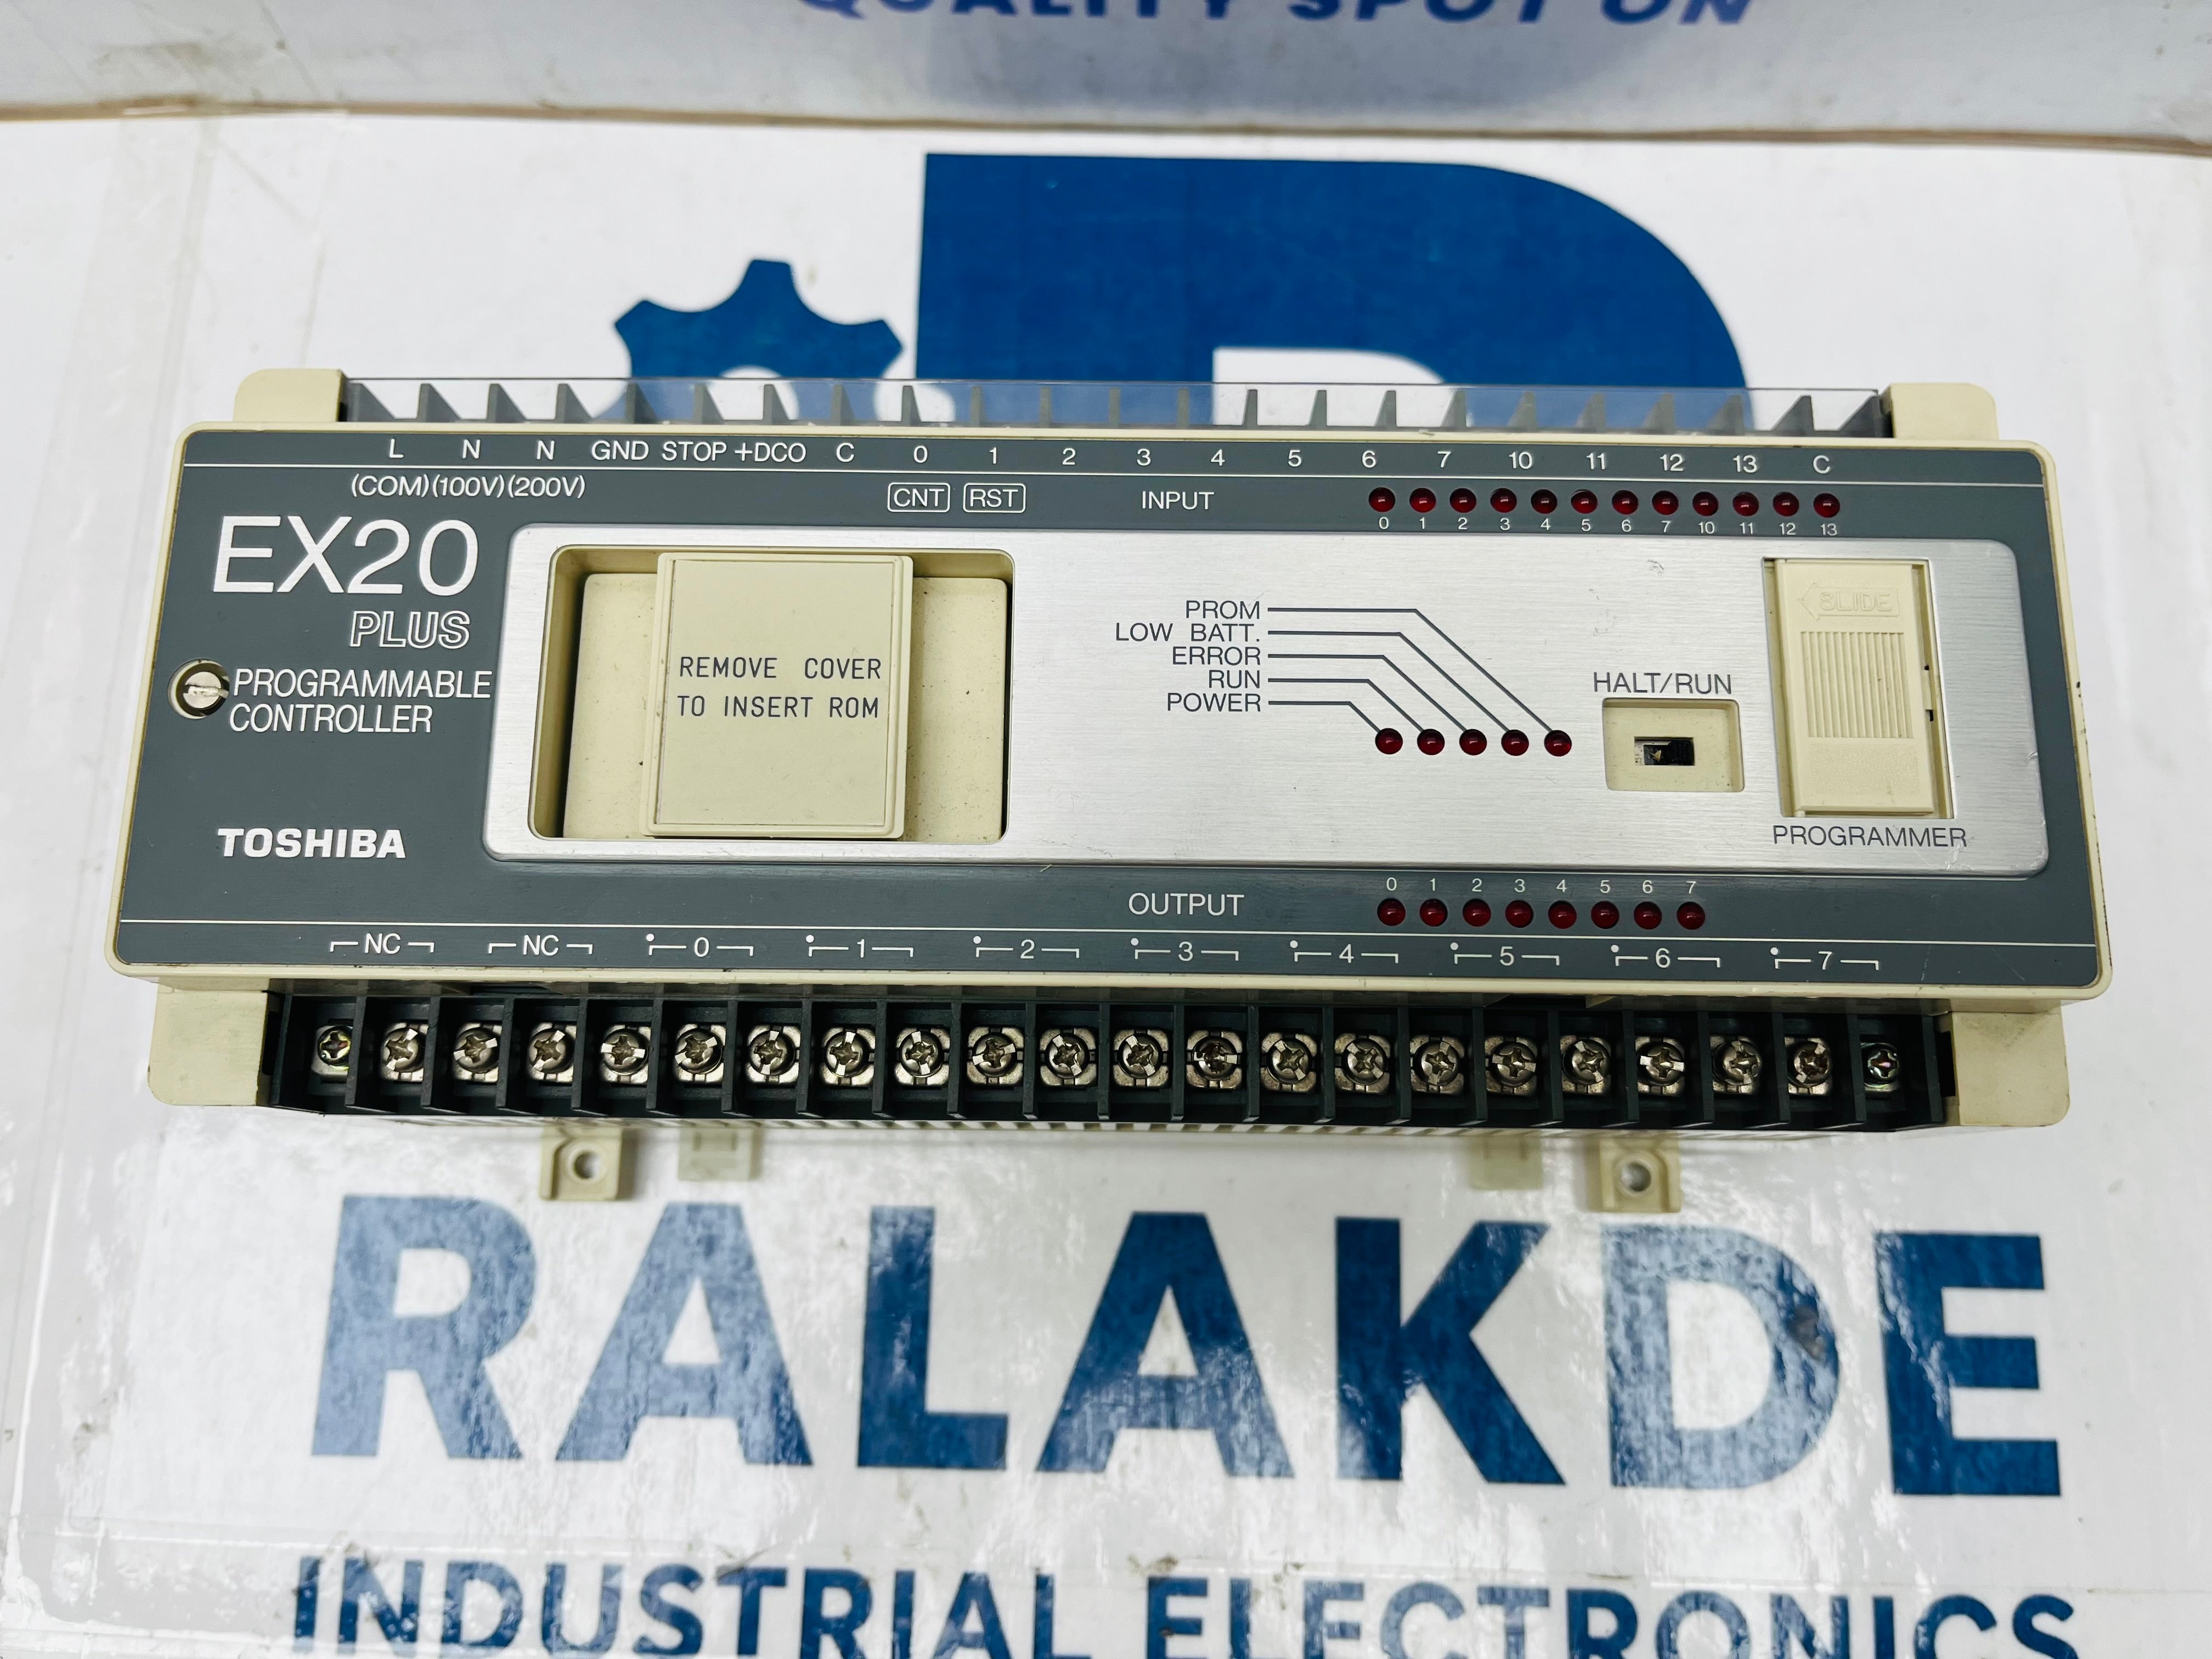 QUALITY SPOT ON
L N N GND STOP +DCO C 0 1 2 3 4 5 6 7 10 11 12 13 C
(COM) (100V) (200V)
CNT RST INPUT
0 1 2 3 4 5 6 7 10 11 12 13
EX20
PLUS
PROGRAMMABLE
CONTROLLER
TOSHIBA
REMOVE COVER
TO INSERT ROM
PROM
LOW BATT.
ERROR
RUN
POWER
HALT/RUN
SLIDE
PROGRAMMER
OUTPUT
0 1 2 3 4 5 6 7
NC NC 0 1 2 3 4 5 6 7
RALAKDE
INDUSTRIAL ELECTRONICS